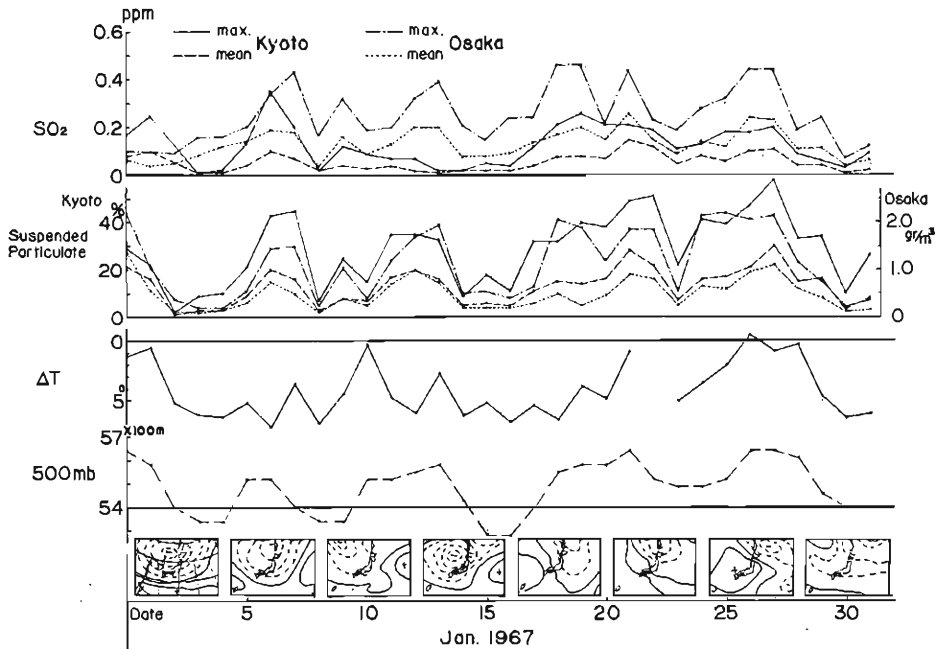 ppm
max. Kyoto max. Osaka
mean mean
0.6
0.4
SO₂ 0.2
0
Kyoto Osaka
% 40 2.0
gr/m³
Suspended
Particulate 20 1.0
0 0
0
ΔT
5°
57 x100m
500mb
54
Date 5 10 15 20 25 30
Jan. 1967